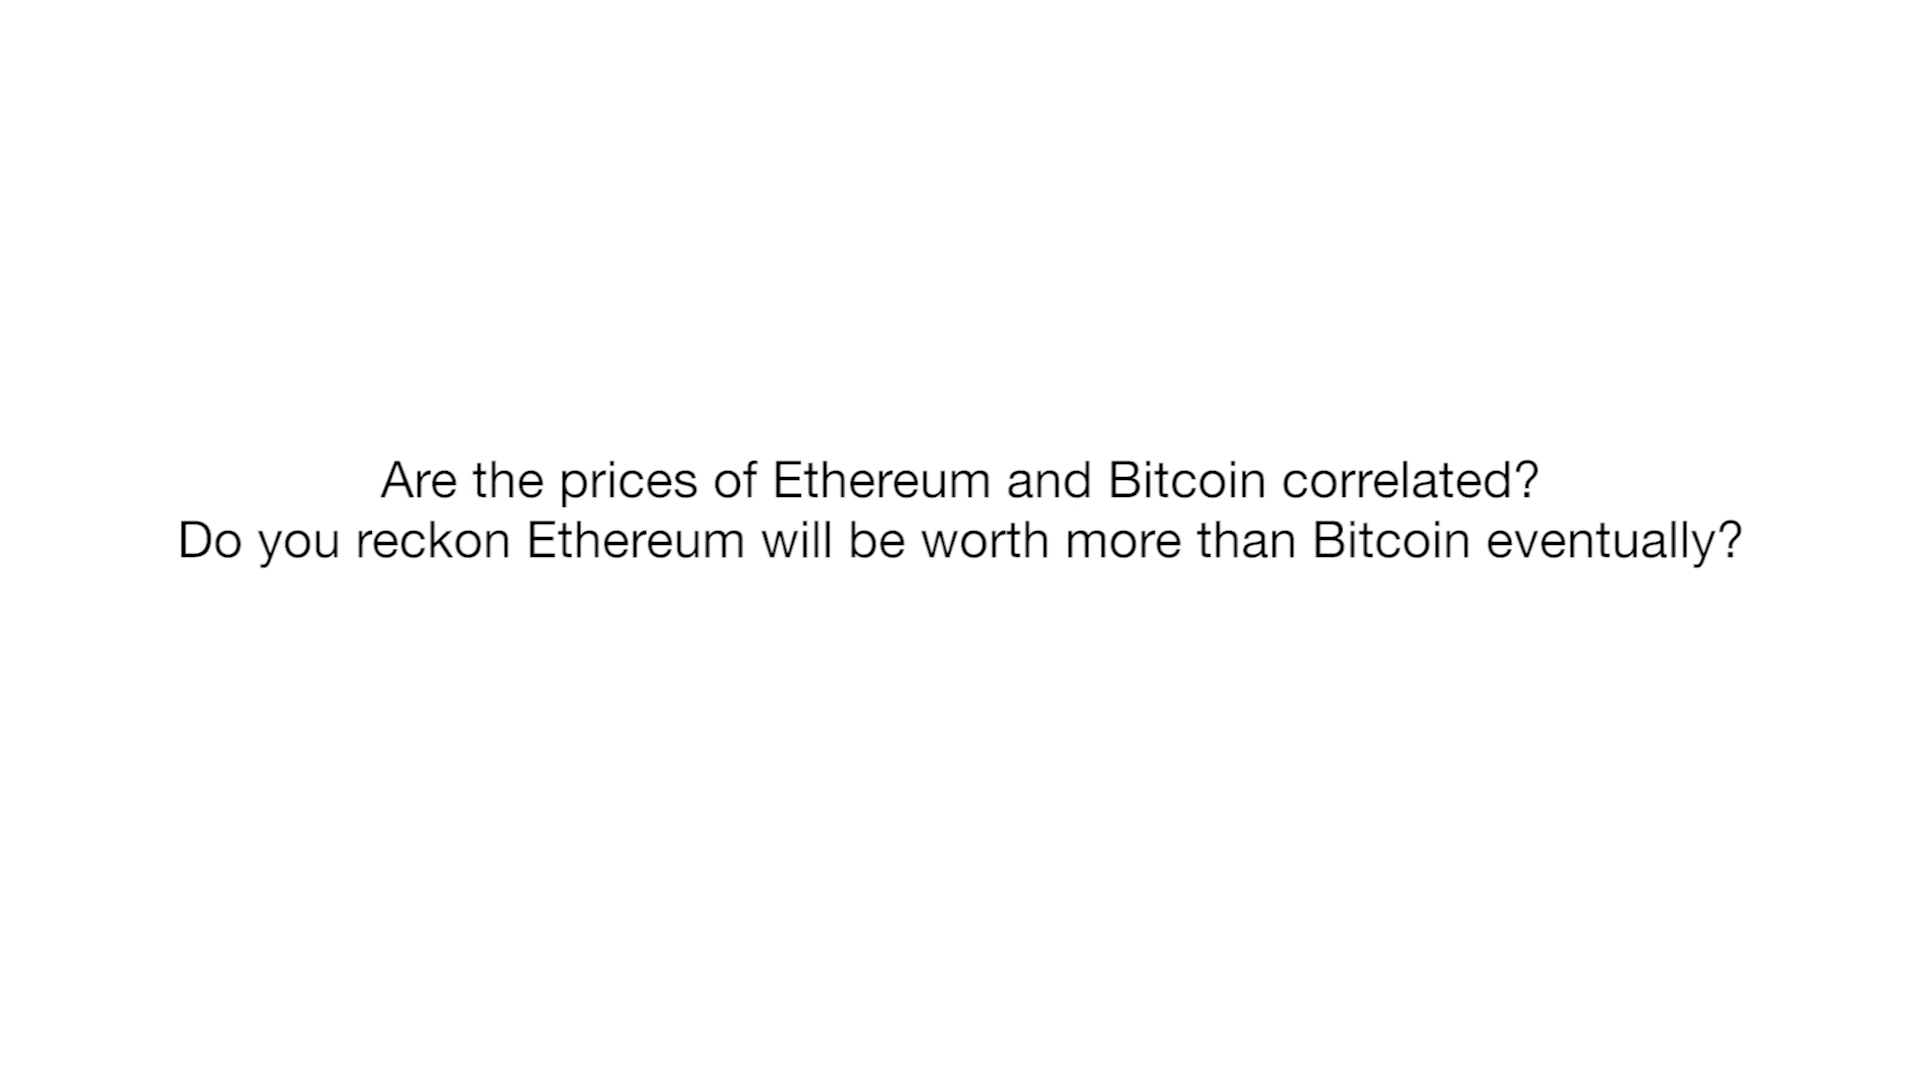 Are the prices of Ethereum and Bitcoin correlated?
Do you reckon Ethereum will be worth more than Bitcoin eventually?